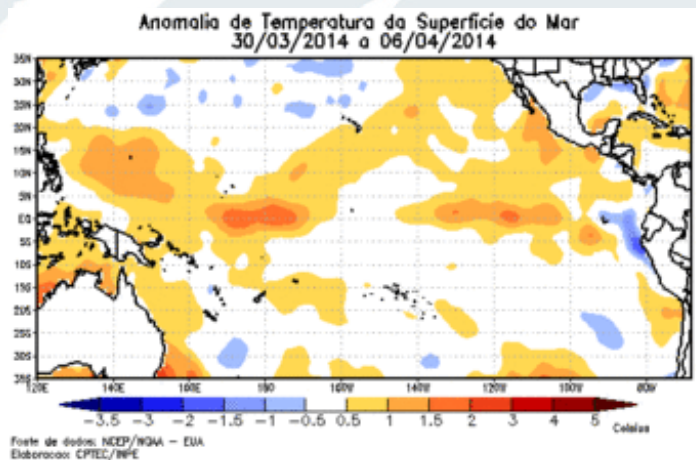 Anomalia de Temperatura da Superfície do Mar
30/03/2014 a 06/04/2014
35N
30N
25N
20N
15N
10N
5N
EQ
5S
10S
15S
20S
25S
30S
35S
120E 140E 160E 180 160W 140W 120W 100W 80W
-3.5 -3 -2 -1.5 -1 -0.5 0.5 1 1.5 2 3 4 5
Celsius
Fonte de dados: NCEP/NOAA - EUA
Elaboracao: CPTEC/INPE